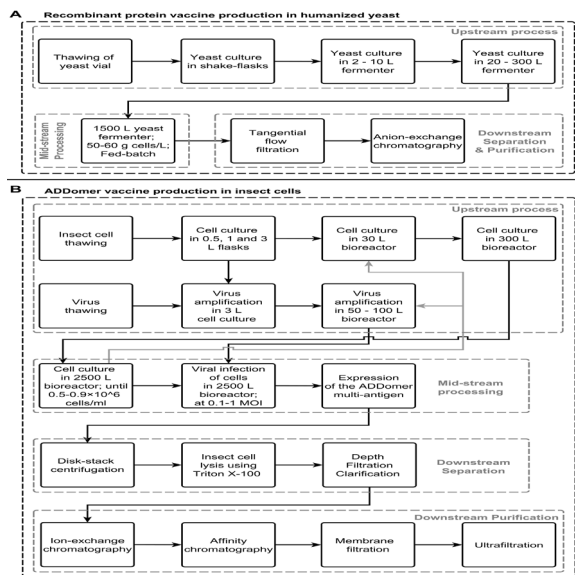 A Recombinant protein vaccine production in humanized yeast
Upstream process
Thawing of
yeast vial
Yeast culture
in shake-flasks
Yeast culture
in 2 - 10 L
fermenter
Yeast culture
in 20 - 300 L
fermenter
Mid-stream
Processing
1500 L yeast
fermenter;
50-60 g cells/L;
Fed-batch
Tangential
flow
filtration
Anion-exchange
chromatography
Downstream
Separation
& Purification
B ADDomer vaccine production in insect cells
Upstream process
Insect cell
thawing
Cell culture
in 0.5, 1 and 3
L flasks
Cell culture
in 30 L
bioreactor
Cell culture
in 300 L
bioreactor
Virus
thawing
Virus
amplification
in 3 L
cell culture
Virus
amplification
in 50 - 100 L
bioreactor
Cell culture
in 2500 L
bioreactor; until
0.5-0.9×10^6
cells/ml
Viral infection
of cells
in 2500 L
bioreactor;
at 0.1-1 MOI
Expression
of the ADDomer
multi-antigen
Mid-stream
processing
Disk-stack
centrifugation
Insect cell
lysis using
Triton X-100
Depth
Filtration
Clarification
Downstream
Separation
Downstream Purification
Ion-exchange
chromatography
Affinity
chromatography
Membrane
filtration
Ultrafiltration